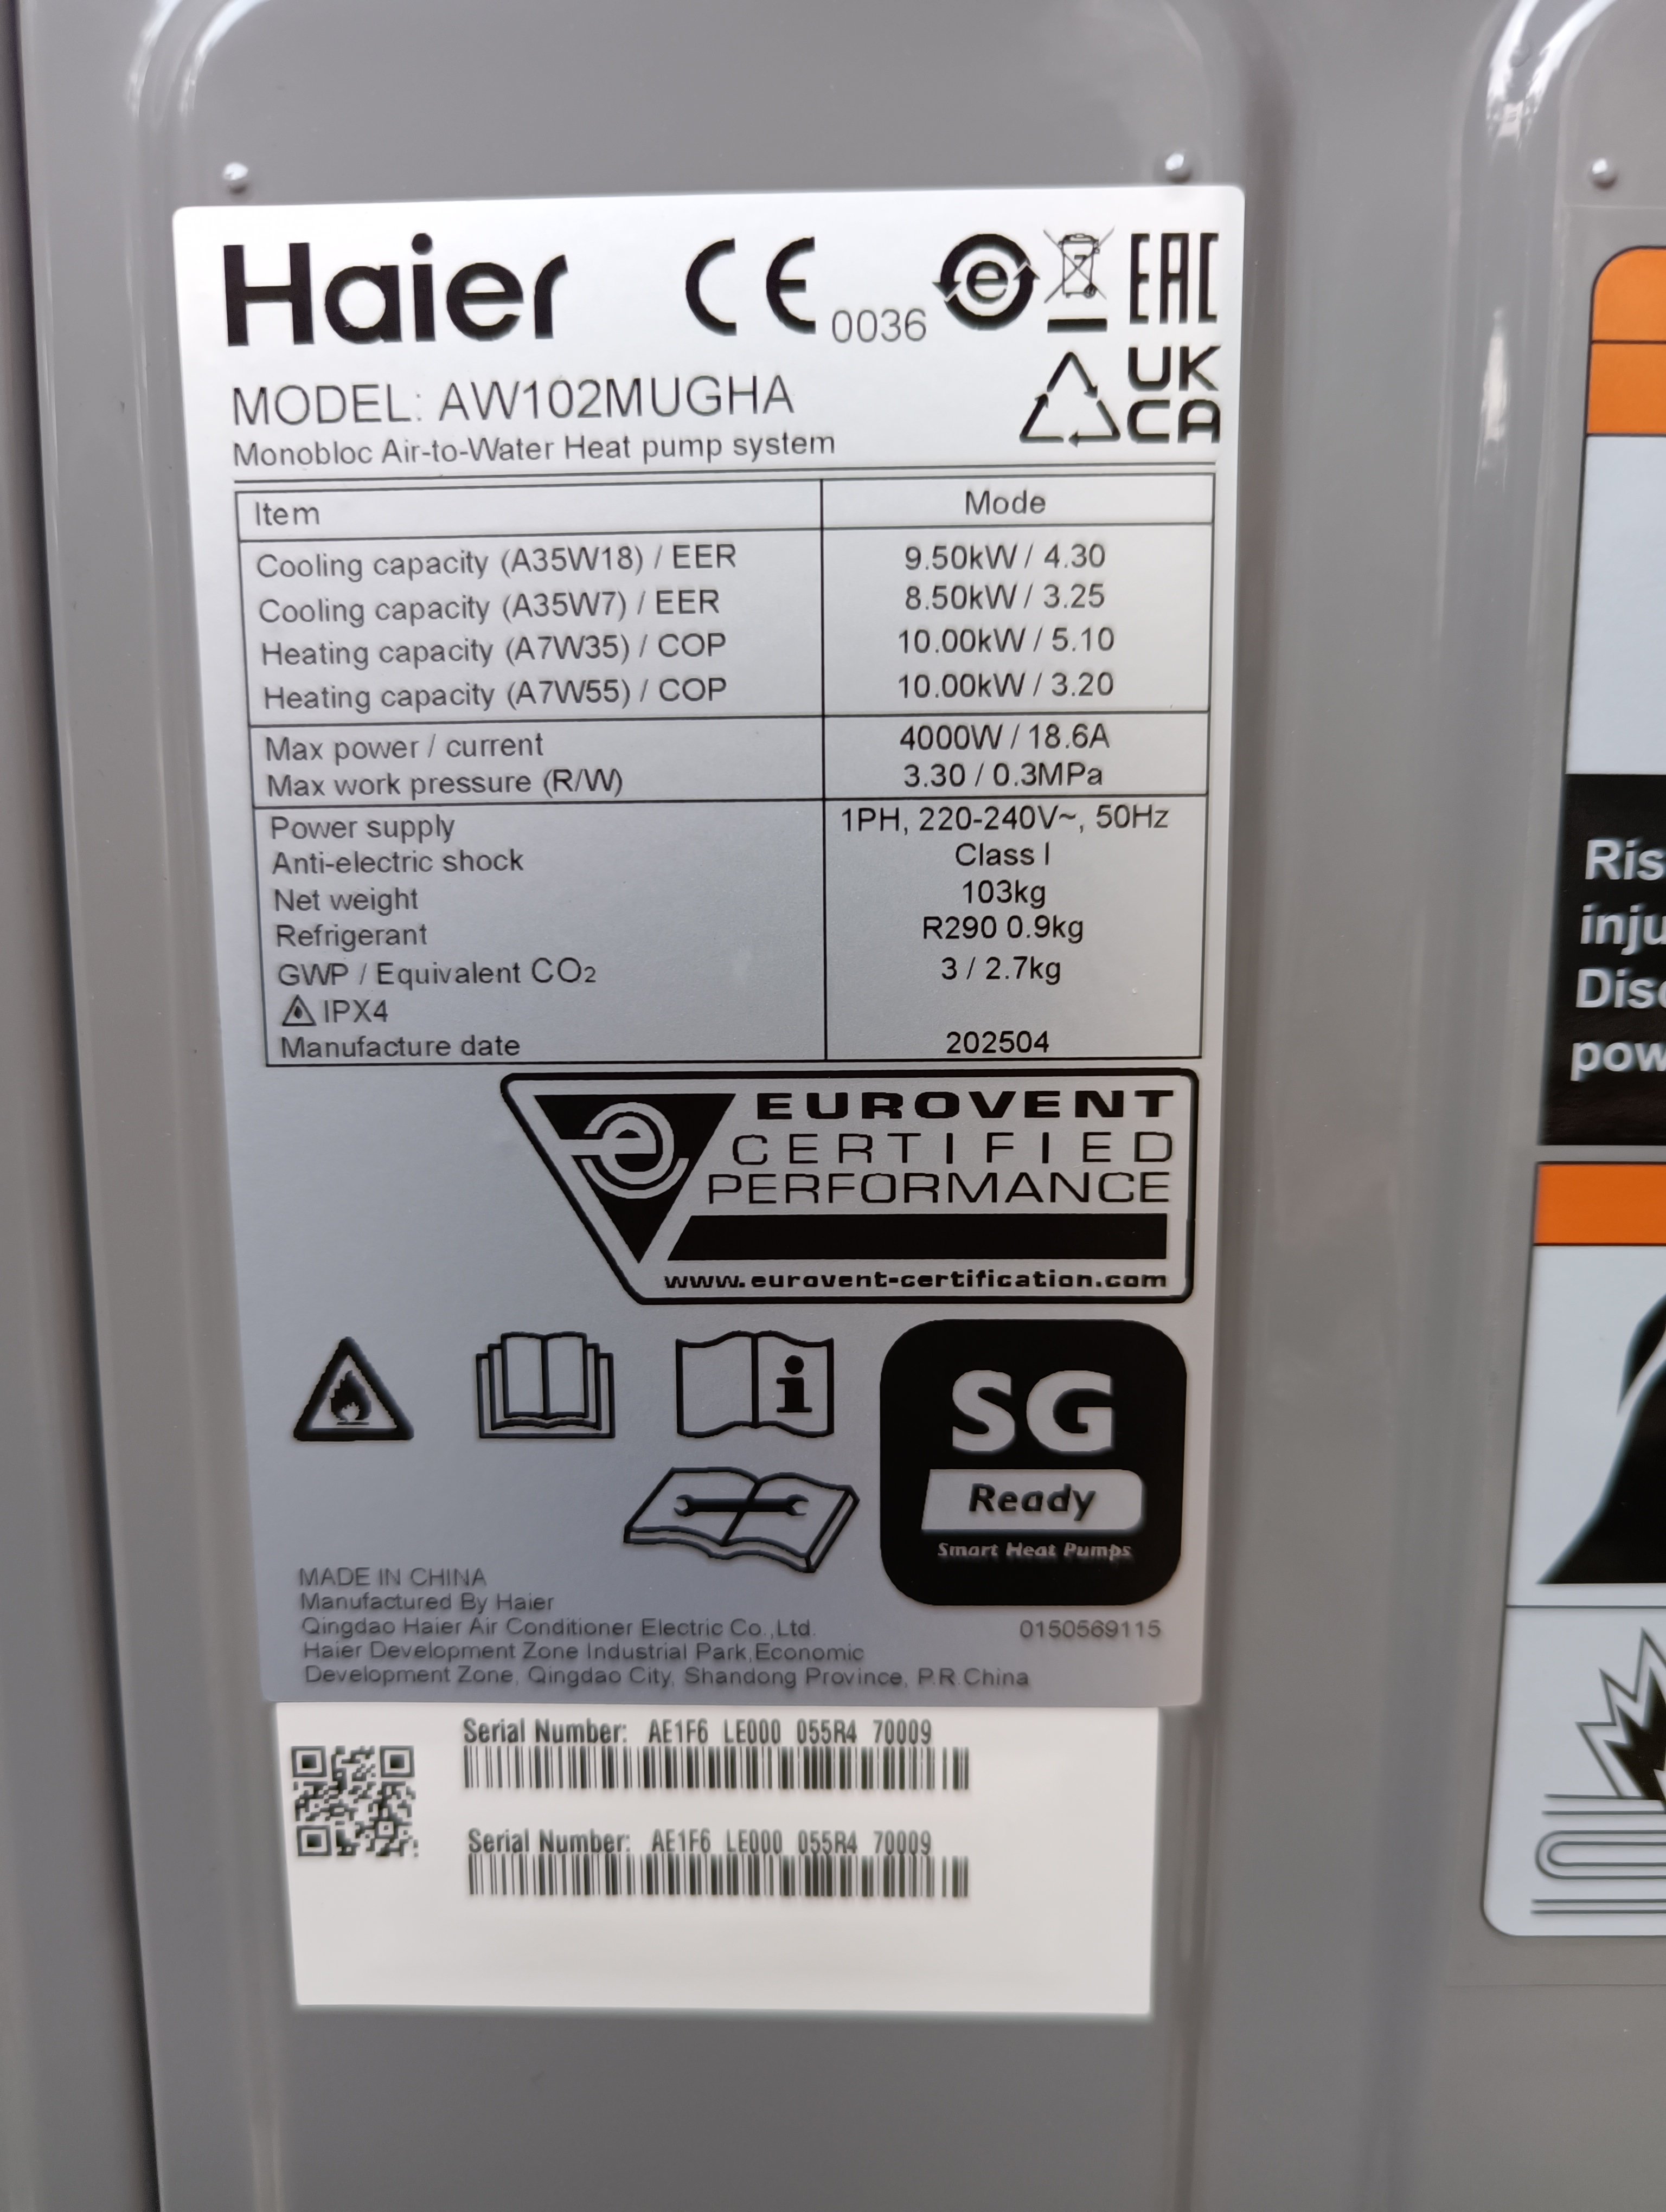 Haier CE 0036 e EAC
MODEL: AW102MUGHA UK
CA
Monobloc Air-to-Water Heat pump system
Item Mode
Cooling capacity (A35W18) / EER 9.50kW / 4.30
Cooling capacity (A35W7) / EER 8.50kW / 3.25
Heating capacity (A7W35) / COP 10.00kW / 5.10
Heating capacity (A7W55) / COP 10.00kW / 3.20
Max power / current 4000W / 18.6A
Max work pressure (R/W) 3.30 / 0.3MPa
Power supply 1PH, 220-240V~, 50Hz
Anti-electric shock Class I
Net weight 103kg
Refrigerant R290 0.9kg
GWP / Equivalent CO2 3 / 2.7kg
IPX4
Manufacture date 202504
e EUROVENT
CERTIFIED
PERFORMANCE
www.eurovent-certification.com
i
SG
Ready
Smart Heat Pumps
MADE IN CHINA
Manufactured By Haier
Qingdao Haier Air Conditioner Electric Co.,Ltd. 0150569115
Haier Development Zone Industrial Park,Economic
Development Zone, Qingdao City, Shandong Province, P.R.China
Serial Number: AE1F6 LE000 055R4 70009
Serial Number: AE1F6 LE000 055R4 70009
Ris
inju
Disc
pow